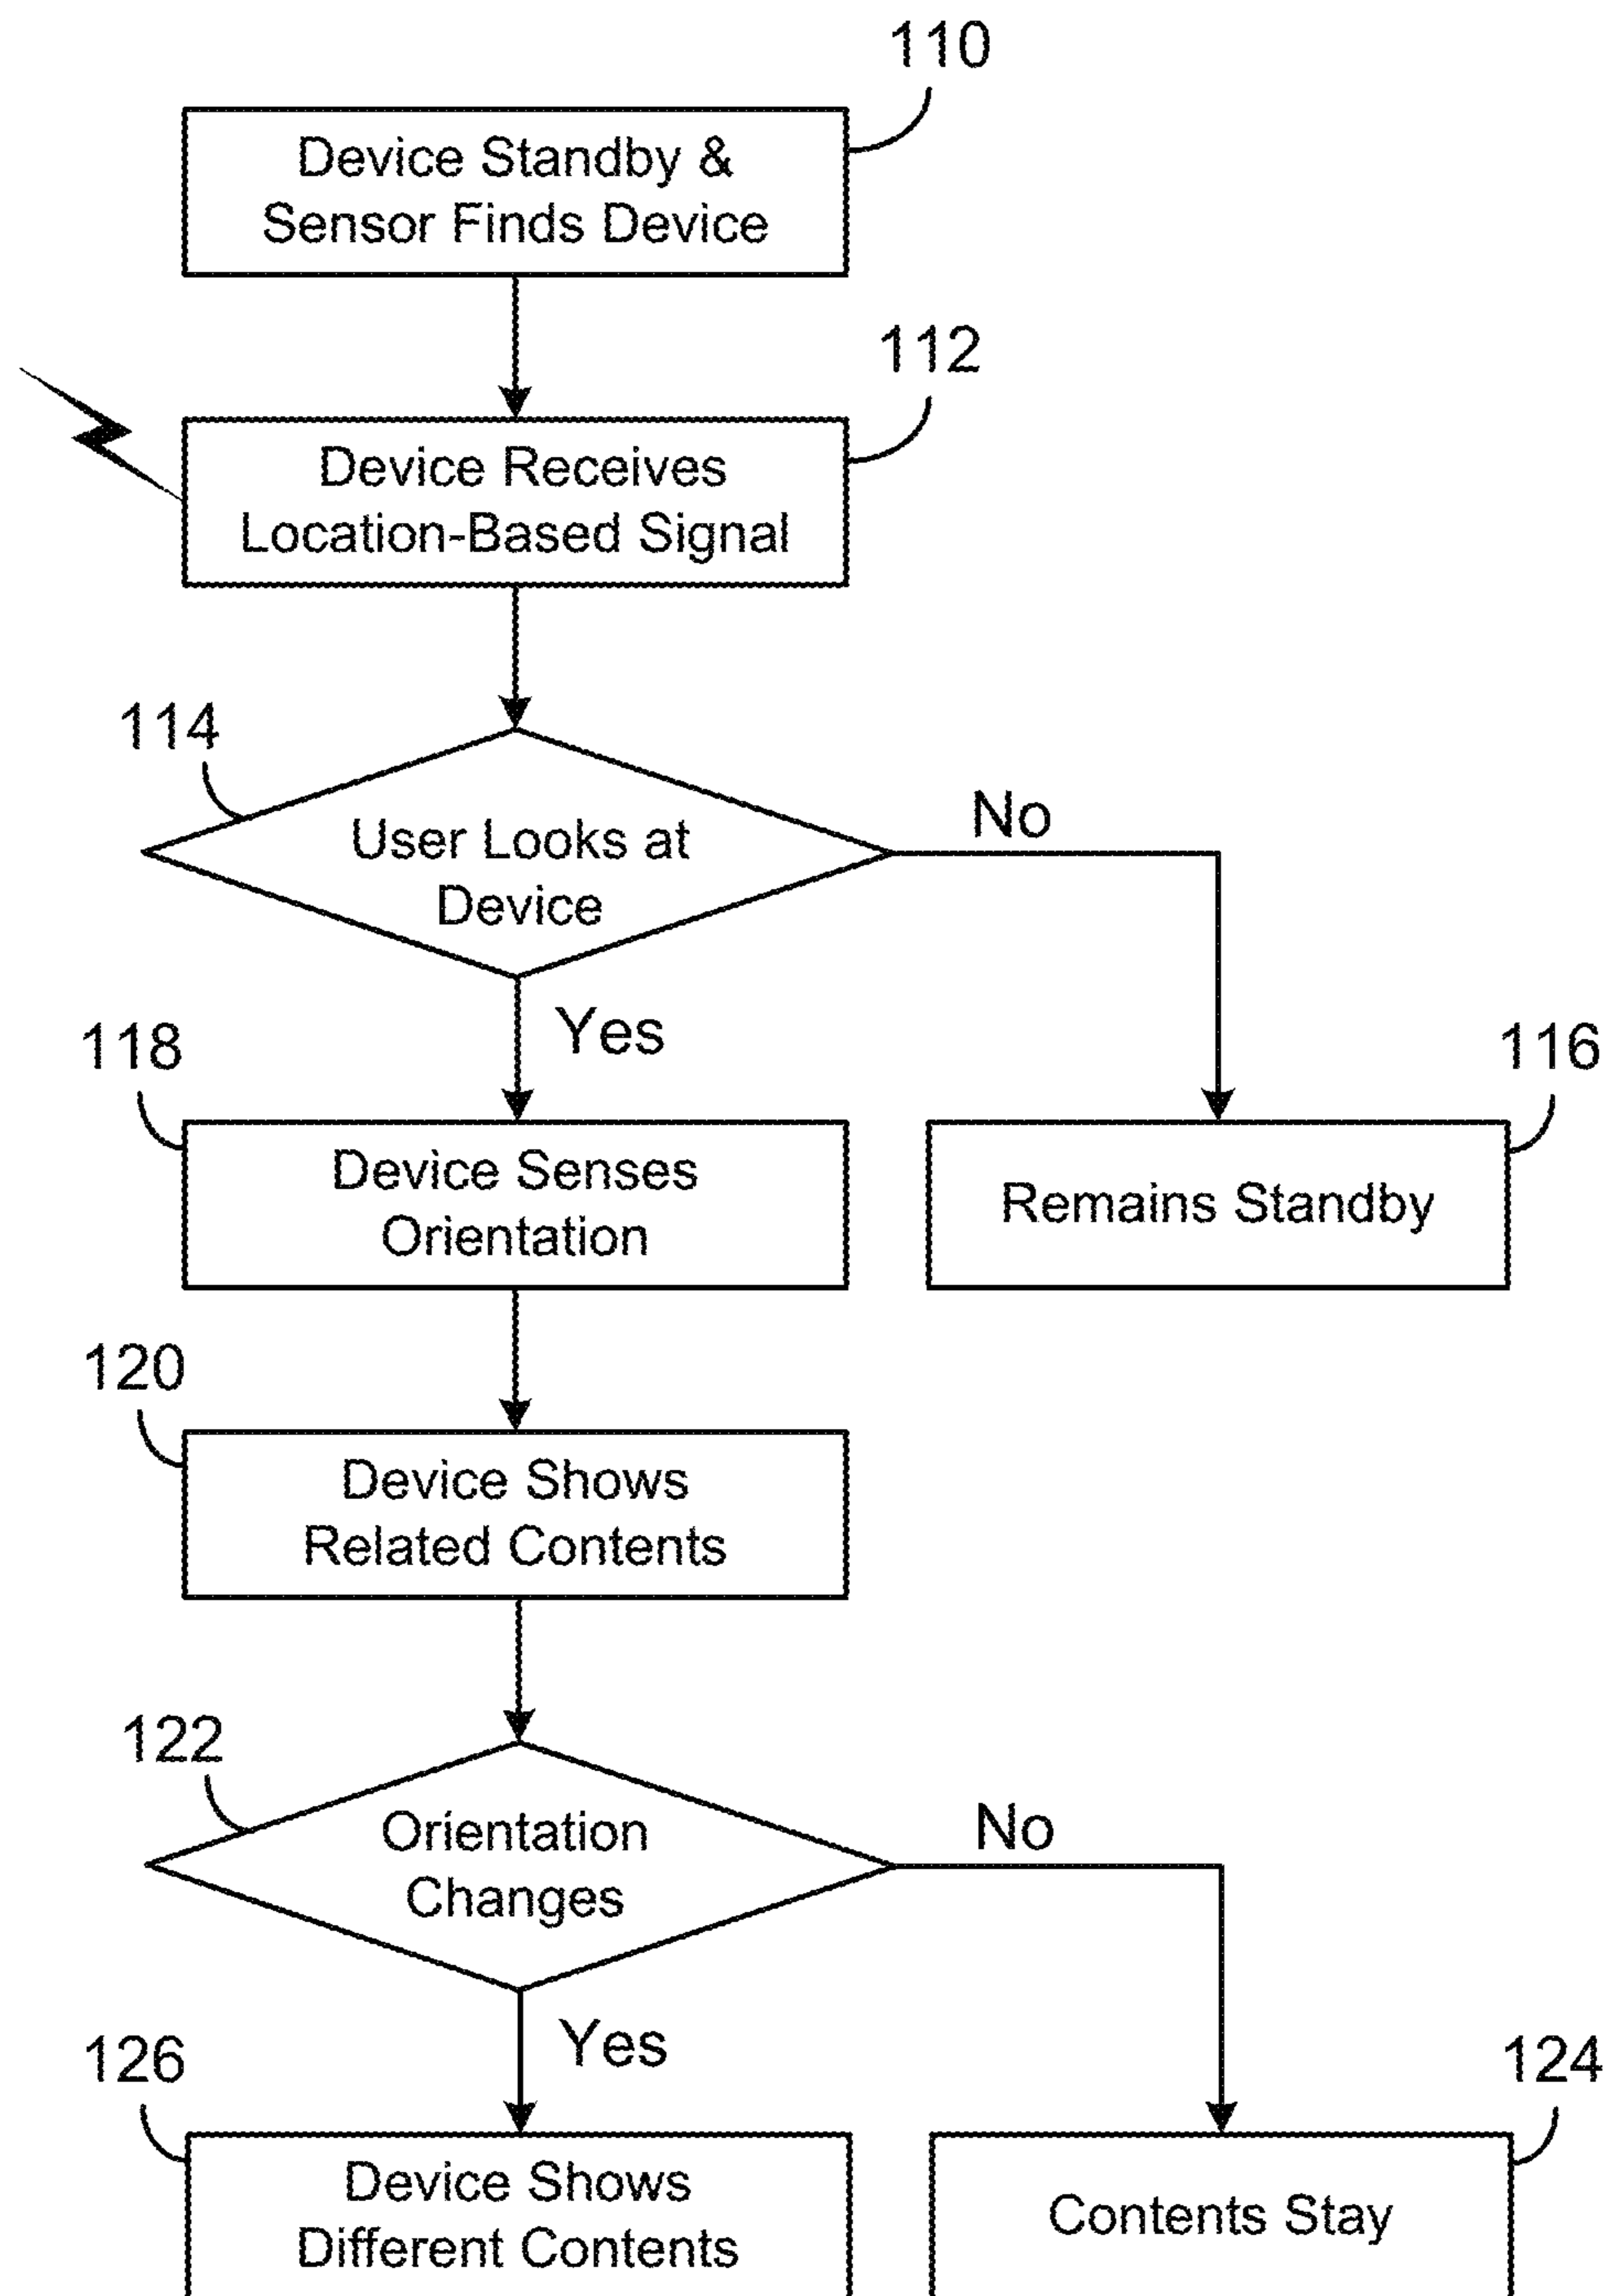 110
Device Standby &
Sensor Finds Device
112
Device Receives
Location-Based Signal
114
User Looks at
Device
No
Yes
118
116
Device Senses
Orientation
Remains Standby
120
Device Shows
Related Contents
122
Orientation
Changes
No
Yes
126
124
Device Shows
Different Contents
Contents Stay